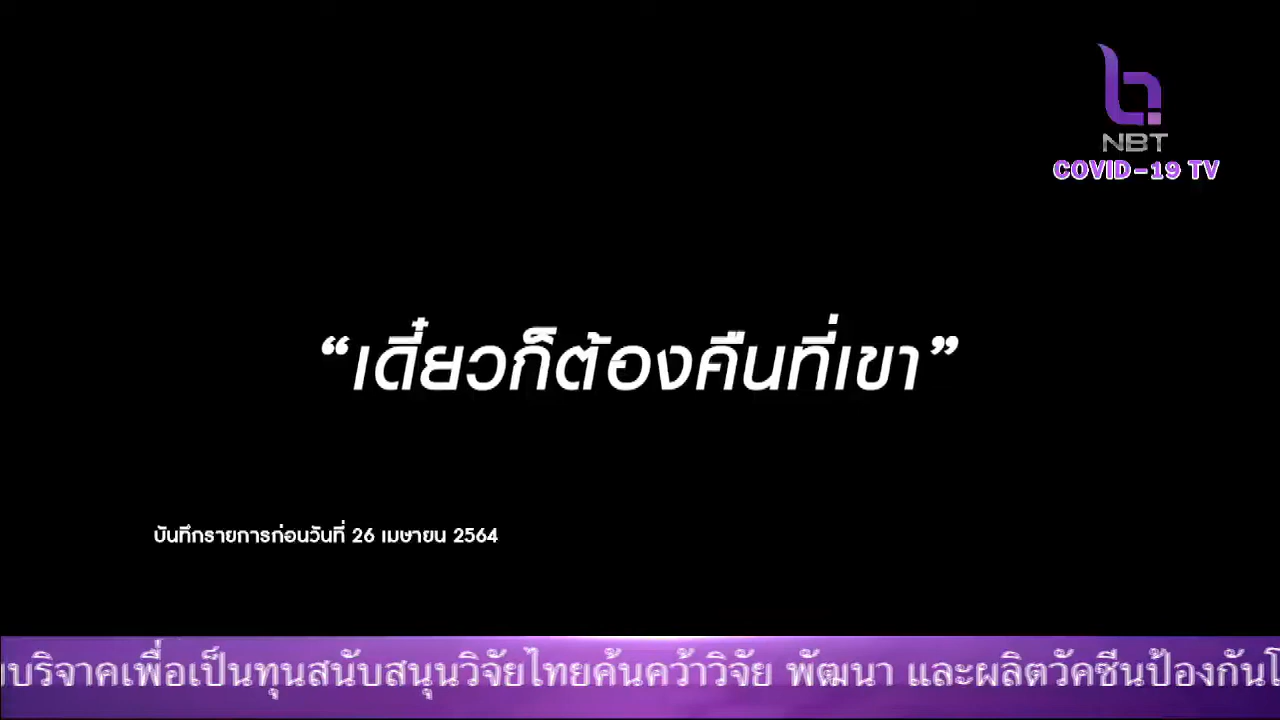 NBT
COVID-19 TV
“เดี๋ยวก็ต้องคืนที่เขา”
บันทึกรายการก่อนวันที่ 26 เมษายน 2564
บริจาคเพื่อเป็นทุนสนับสนุนวิจัยไทยค้นคว้าวิจัย พัฒนา และผลิตวัคซีนป้องกัน